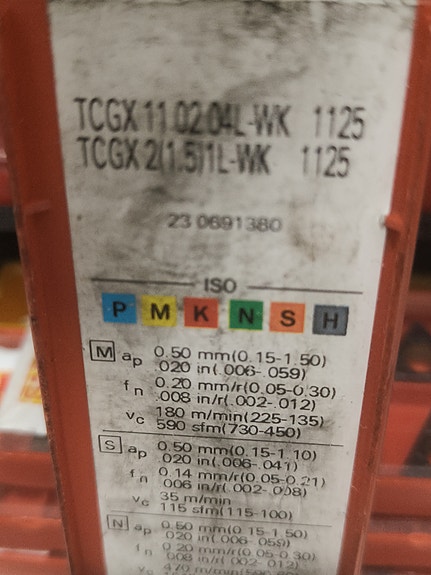 TCGX 11 02 04L-WK 1125
TCGX 2(1.5)1L-WK 1125
23 0691380
ISO
P M K N S H
M ap 0.50 mm(0.15-1.50)
.020 in(.006-.059)
fn 0.20 mm/r(0.05-0.30)
.008 in/r(.002-.012)
vc 180 m/min(225-135)
590 sfm(730-450)
S ap 0.50 mm(0.15-1.10)
.020 in(.006-.041)
fn 0.14 mm/r(0.05-0.21)
.006 in/r(.002-.008)
vc 35 m/min
115 sfm(115-100)
N ap 0.50 mm(0.15-1.50)
.020 in(.006-.059)
fn 0.20 mm/r(0.05-0.30)
.008 in/r(.002-.012)